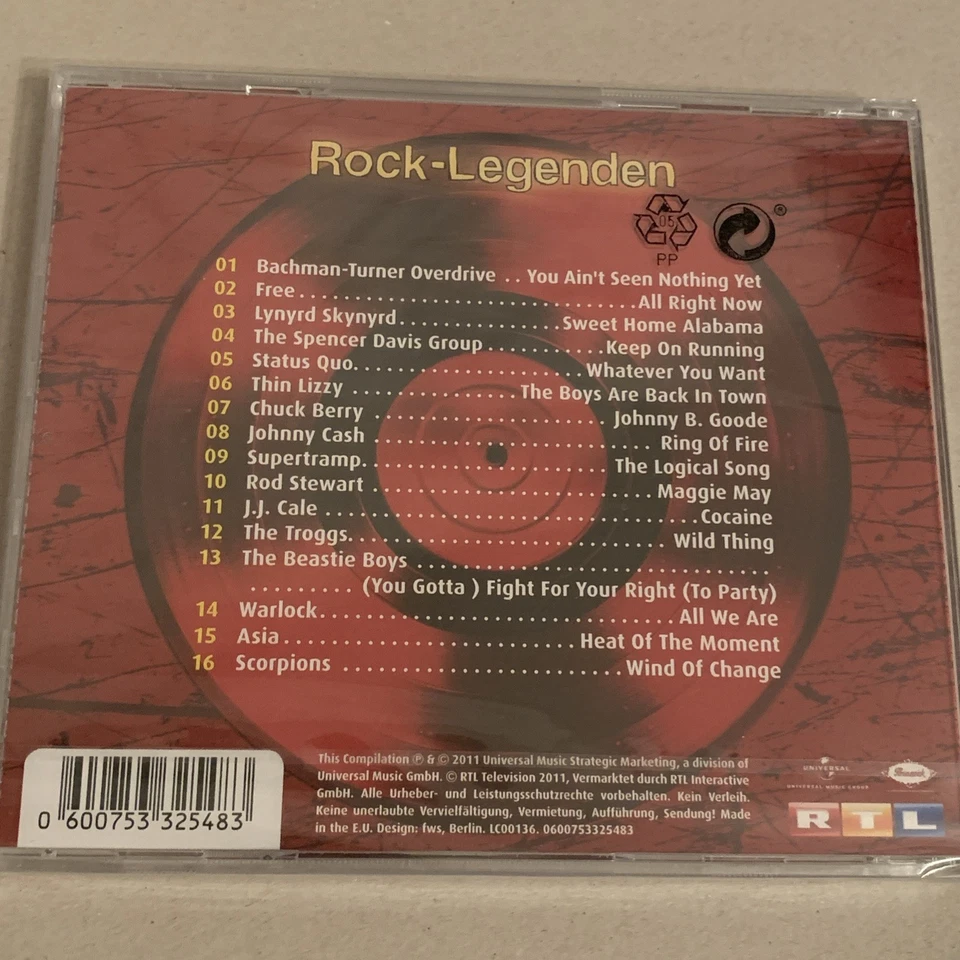 Rock-Legenden
05
PP
®
01 Bachman-Turner Overdrive .. You Ain't Seen Nothing Yet
02 Free.............................All Right Now
03 Lynyrd Skynyrd..............Sweet Home Alabama
04 The Spencer Davis Group ..........Keep On Running
05 Status Quo....................Whatever You Want
06 Thin Lizzy ...............The Boys Are Back In Town
07 Chuck Berry ....................Johnny B. Goode
08 Johnny Cash ........................Ring Of Fire
09 Supertramp.....................The Logical Song
10 Rod Stewart ........................Maggie May
11 J.J. Cale ................................Cocaine
12 The Troggs...........................Wild Thing
13 The Beastie Boys ..............................
......... (You Gotta ) Fight For Your Right (To Party)
14 Warlock..............................All We Are
15 Asia.........................Heat Of The Moment
16 Scorpions ......................Wind Of Change
This Compilation ℗ & © 2011 Universal Music Strategic Marketing, a division of
Universal Music GmbH. © RTL Television 2011, Vermarktet durch RTL Interactive
GmbH. Alle Urheber- und Leistungsschutzrechte vorbehalten. Kein Verleih.
Keine unerlaubte Vervielfältigung, Vermietung, Aufführung, Sendung! Made
in the E.U. Design: fws, Berlin. LC00136. 0600753325483
0 600753 325483
UNIVERSAL
UNIVERSAL MUSIC GROUP
RTL